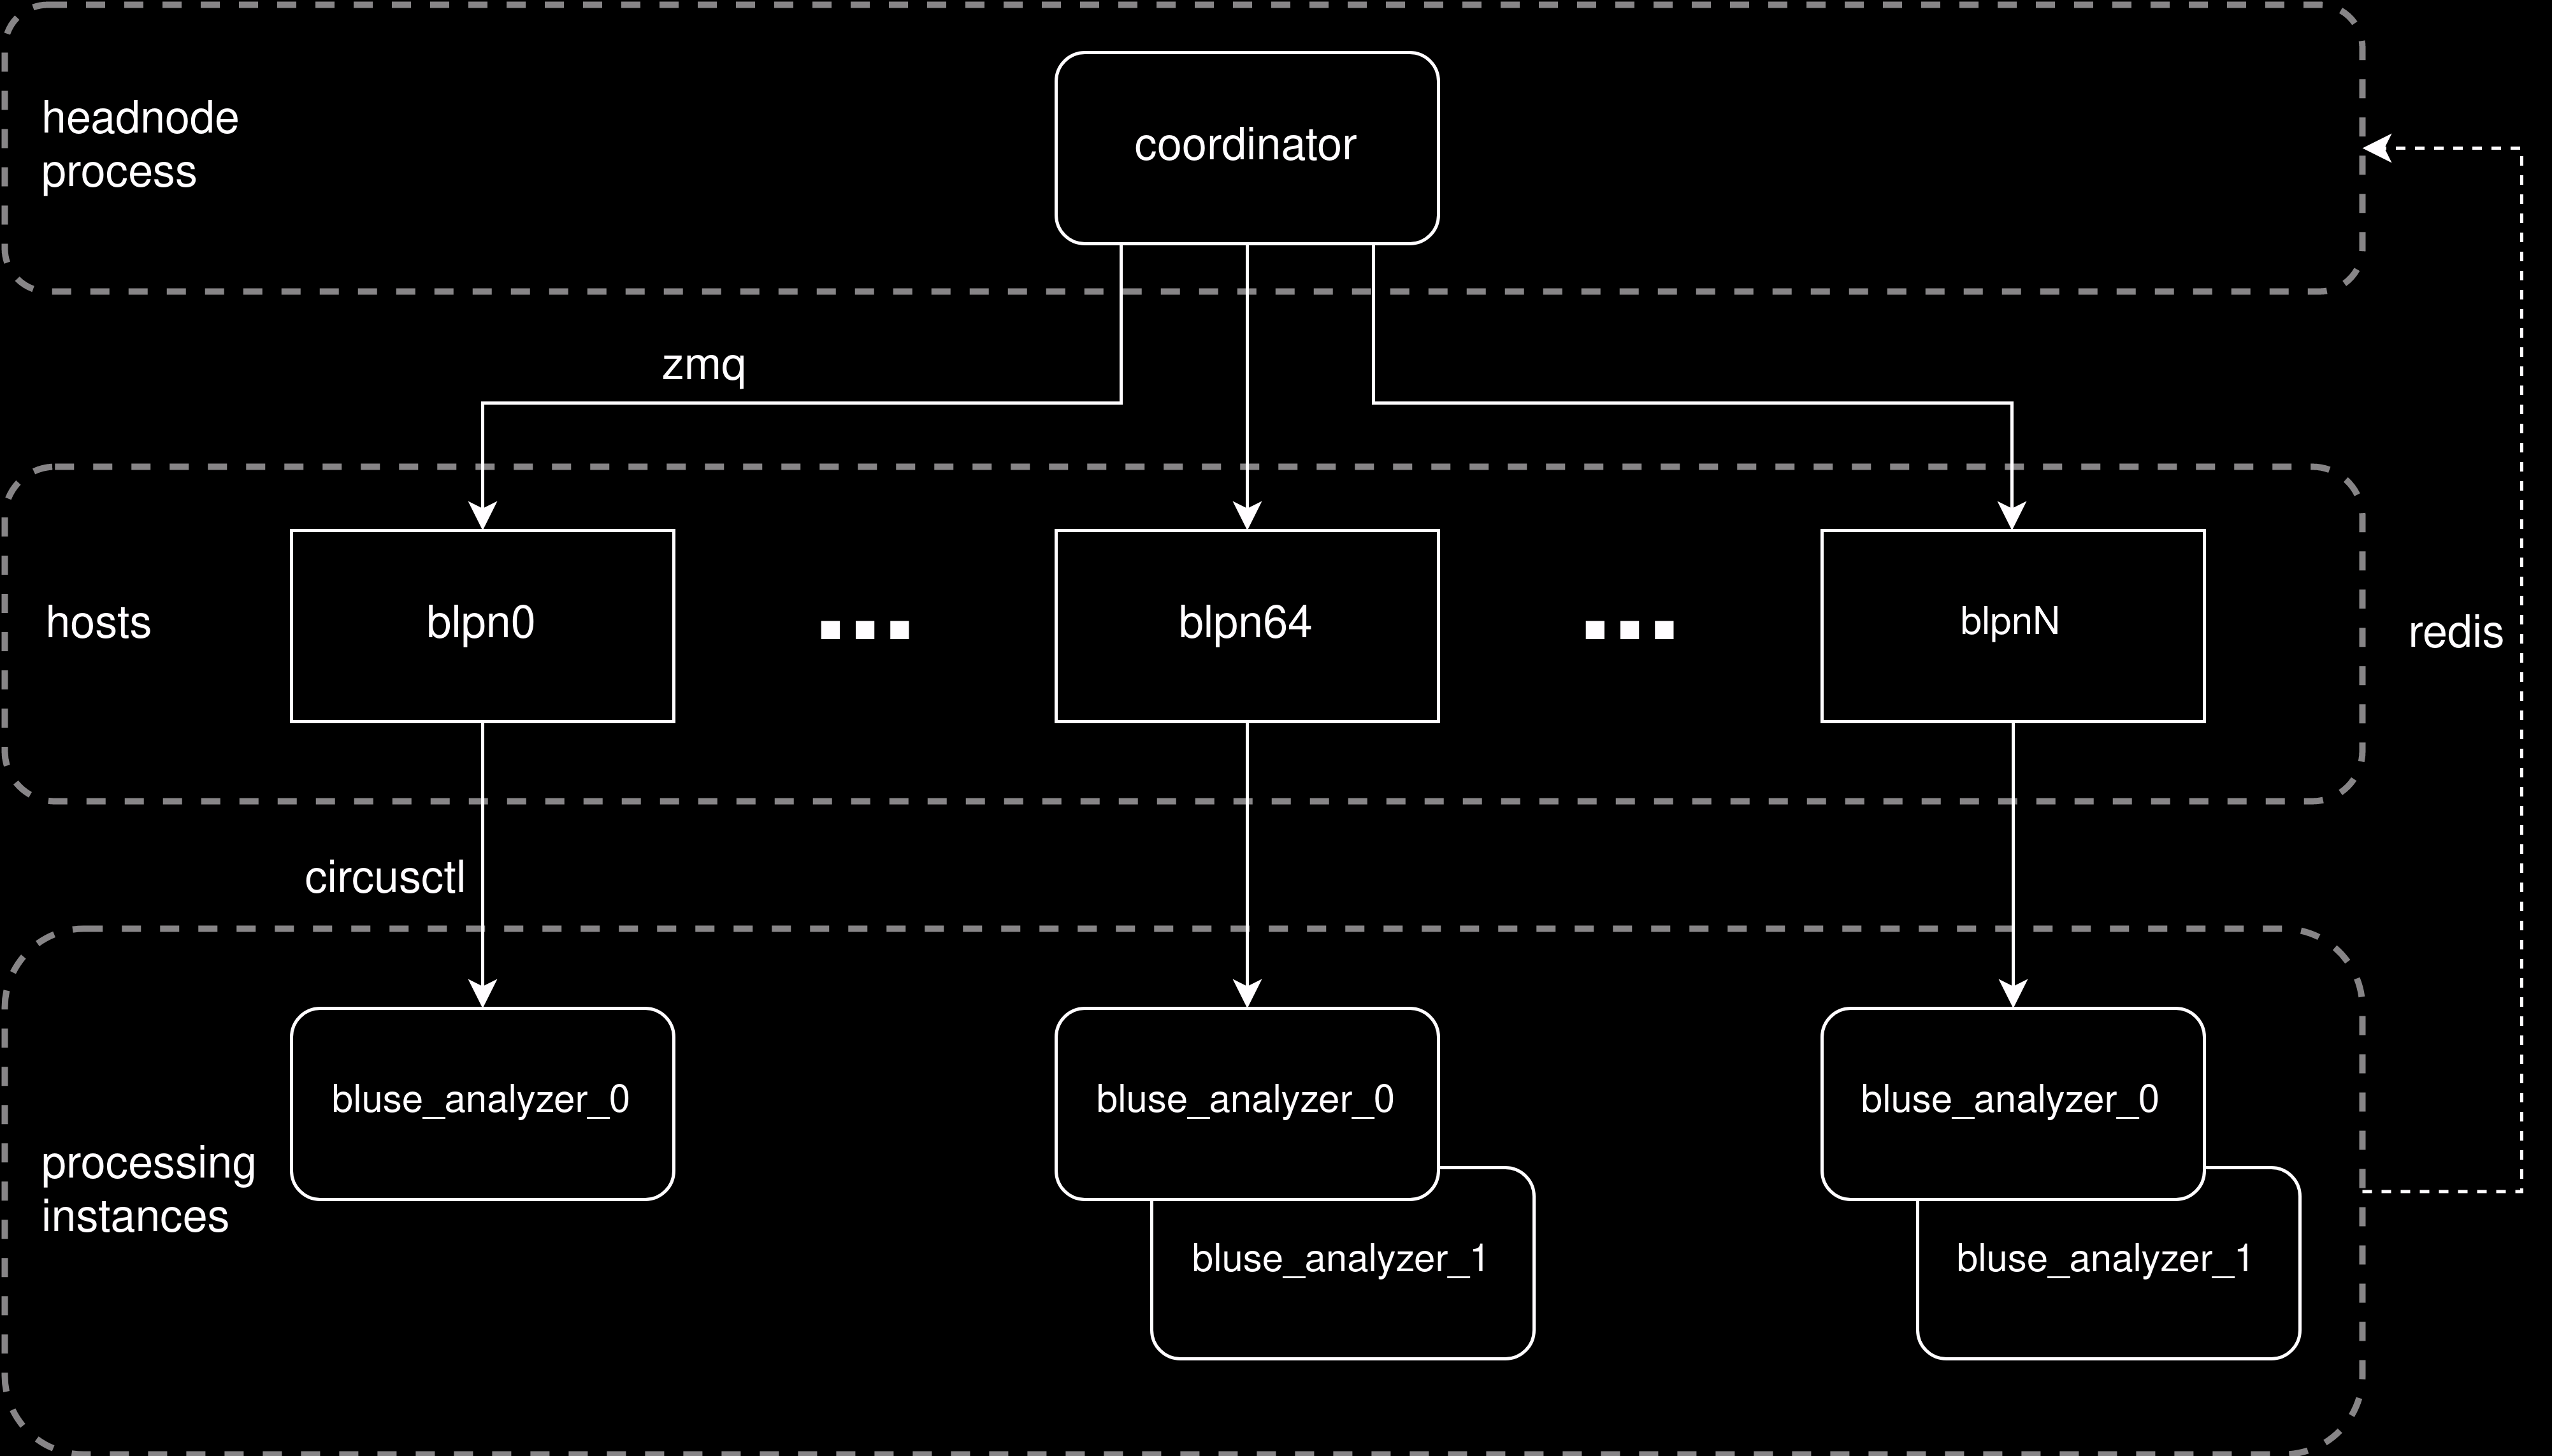 headnode
process
coordinator
zmq
hosts
blpn0
blpn64
blpnN
redis
circusctl
processing
instances
bluse_analyzer_0
bluse_analyzer_0
bluse_analyzer_0
bluse_analyzer_1
bluse_analyzer_1